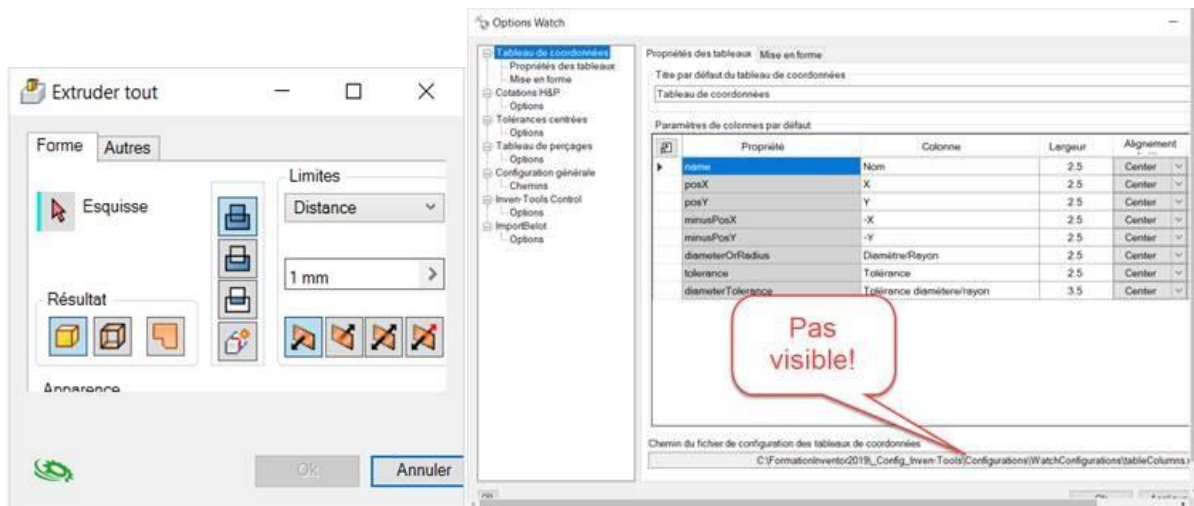 Extruder tout
Forme Autres
Esquisse
Limites
Distance
1 mm
Résultat
Apparence
Ok
Annuler
Options Watch
Tableau de coordonnées
Propriétés des tableaux
Mise en forme
Cotations H&P
Options
Tolérances centrées
Options
Tableau de perçages
Options
Configuration générale
Chemins
Inven-Tools Control
Options
ImportBelot
Options
Propriétés des tableaux Mise en forme
Titre par défaut du tableau de coordonnées
Tableau de coordonnées
Paramètres de colonnes par défaut
Propriété Colonne Largeur Alignement
name Nom 2.5 Center
posX X 2.5 Center
posY Y 2.5 Center
minusPosX -X 2.5 Center
minusPosY -Y 2.5 Center
diameterOrRadius Diamètre/Rayon 2.5 Center
tolerance Tolérance 2.5 Center
diameterTolerance Tolérance diamètere/rayon 3.5 Center
Pas
visible!
Chemin du fichier de configuration des tableaux de coordonnées
C:\FormationInventor2019\_Config_Inven-Tools\Configurations\WatchConfigurations\tableColumns.